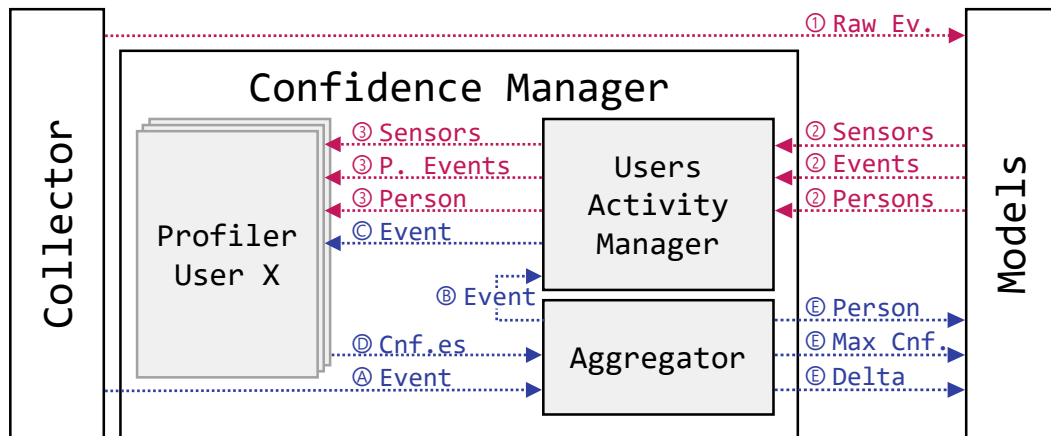 ① Raw Ev.
Collector
Confidence Manager
Models
③ Sensors
③ P. Events
③ Person
Ⓒ Event
Profiler
User X
Users
Activity
Manager
② Sensors
② Events
② Persons
Ⓑ Event
Ⓓ Cnf.es
Ⓐ Event
Aggregator
Ⓔ Person
Ⓔ Max Cnf.
Ⓔ Delta